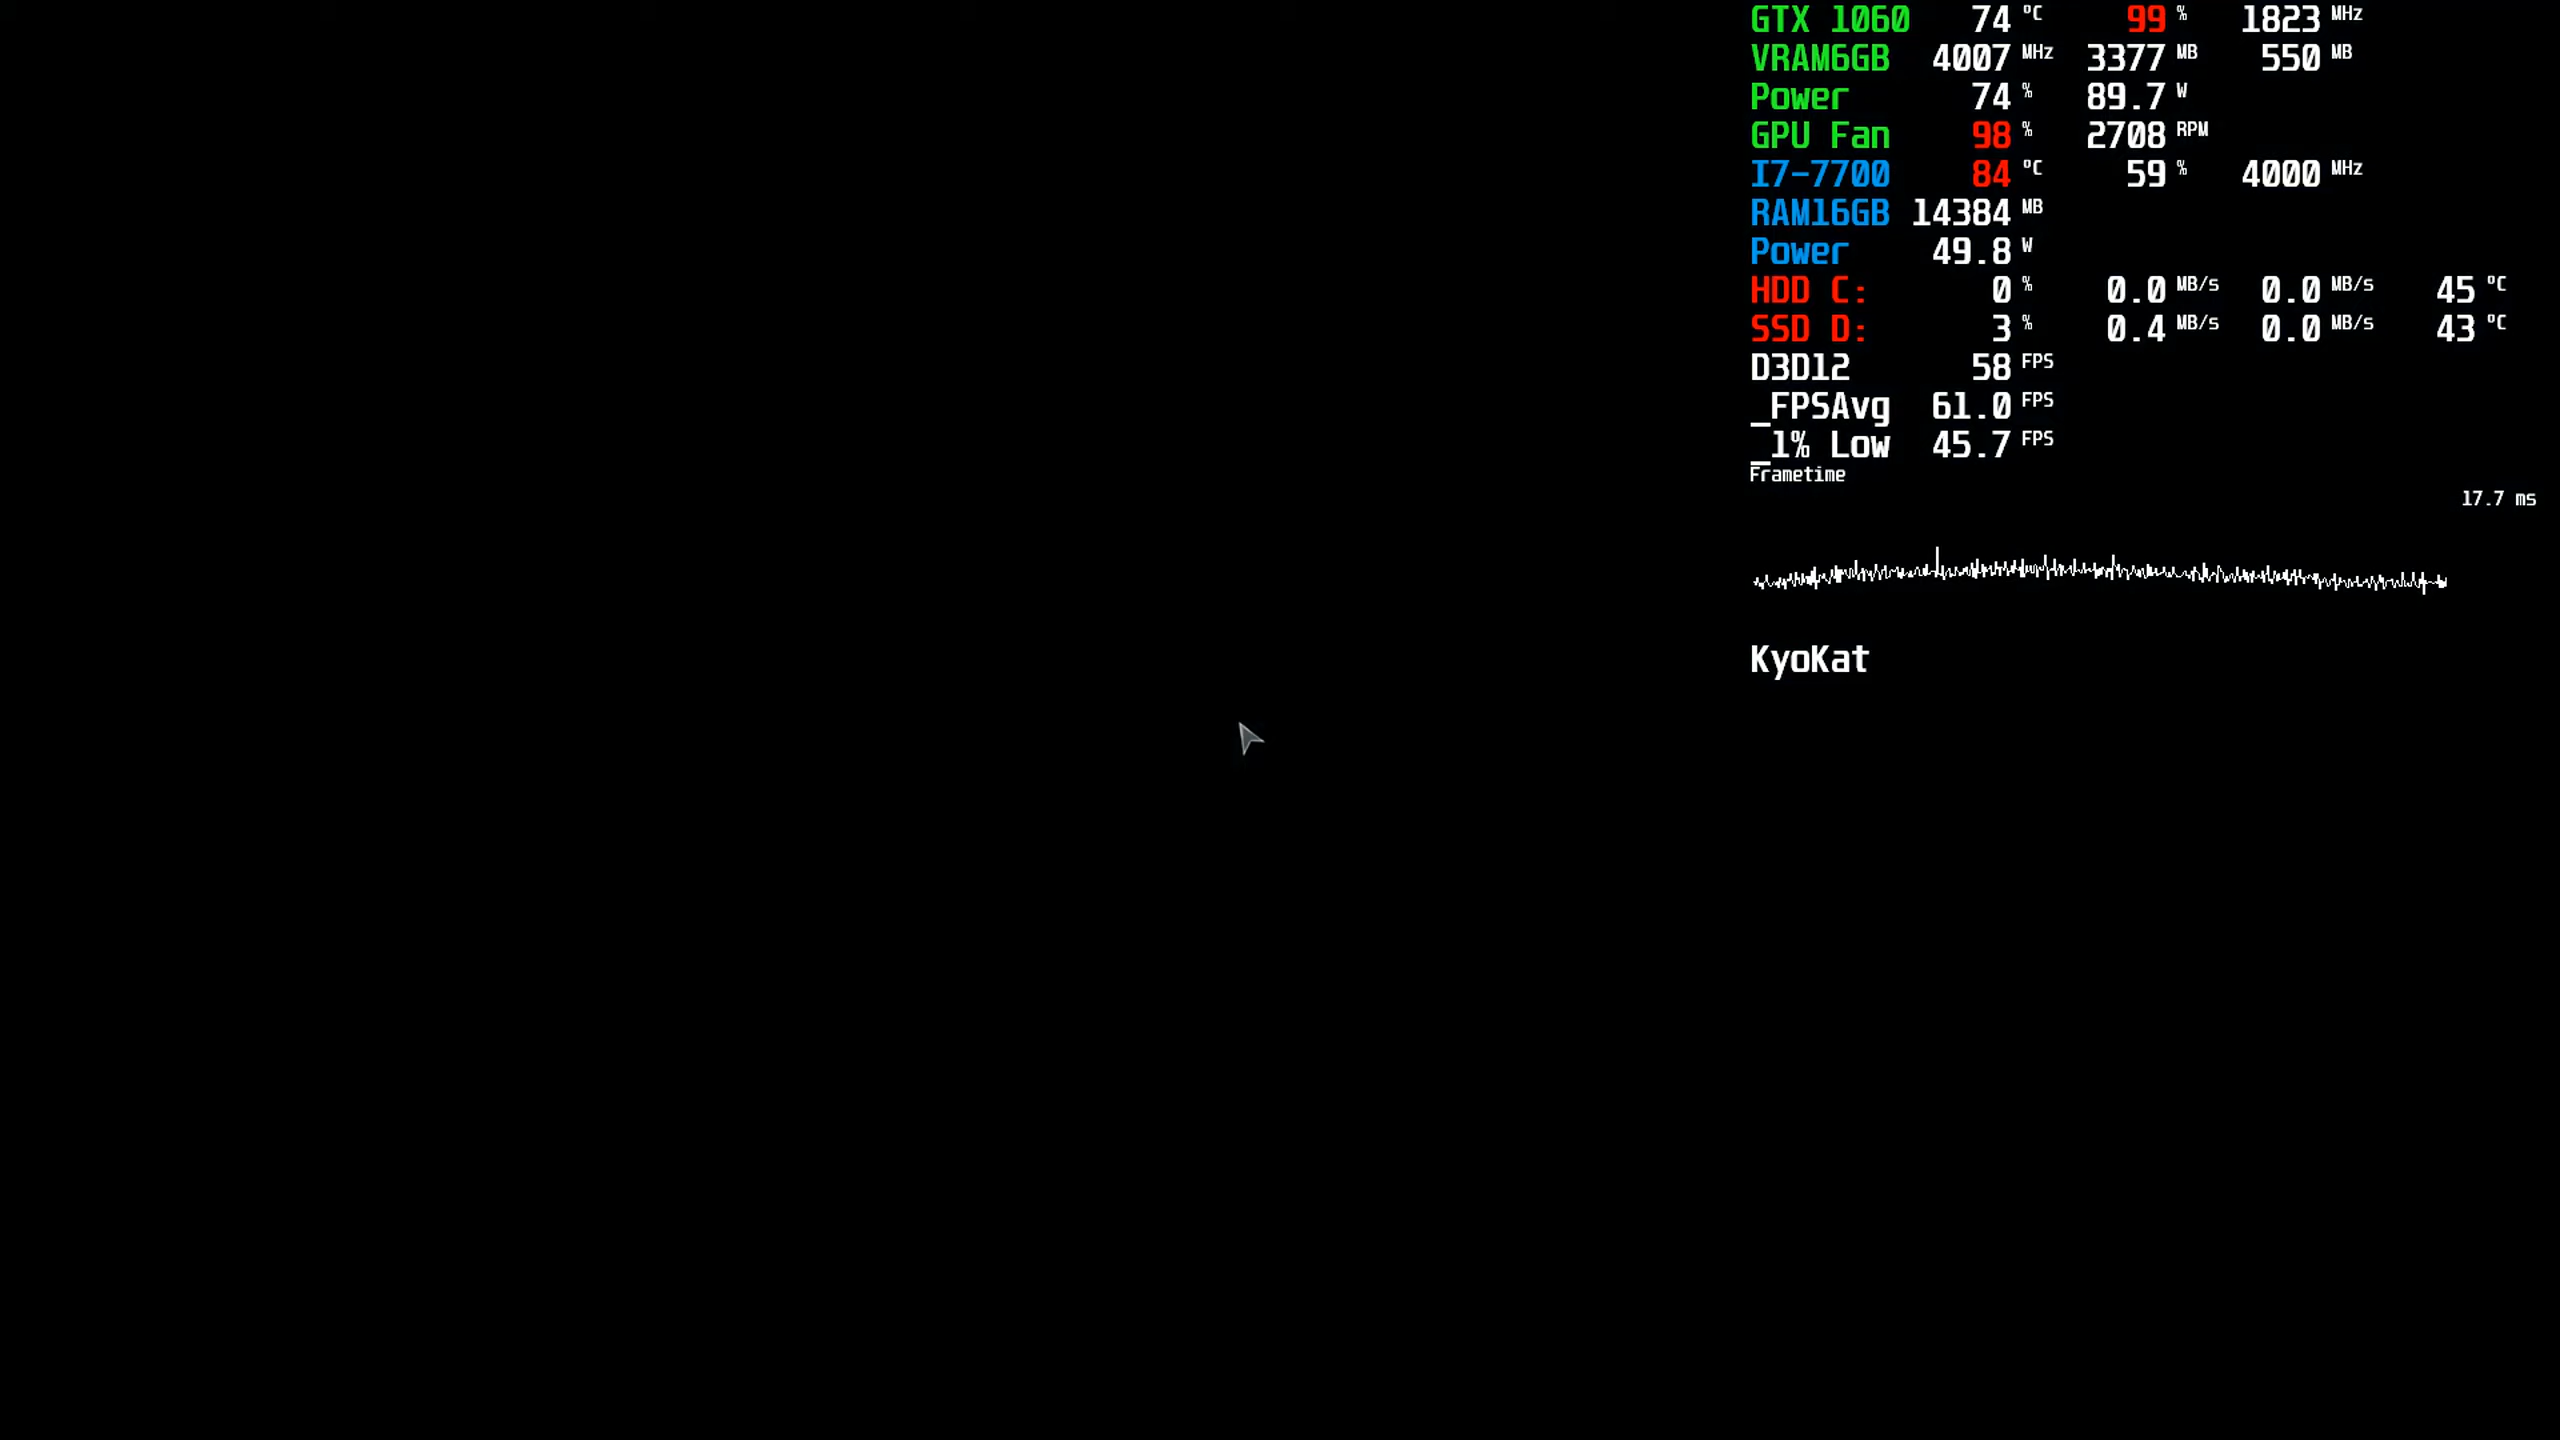 GTX 1060 74 °C 99 % 1823 MHz
VRAM6GB 4007 MHz 3377 MB 550 MB
Power 74 % 89.7 W
GPU Fan 98 % 2708 RPM
I7-7700 84 °C 59 % 4000 MHz
RAM16GB 14384 MB
Power 49.8 W
HDD C: 0 % 0.0 MB/s 0.0 MB/s 45 °C
SSD D: 3 % 0.4 MB/s 0.0 MB/s 43 °C
D3D12 58 FPS
_FPSAvg 61.0 FPS
_1% Low 45.7 FPS
Frametime
17.7 ms
KyoKat